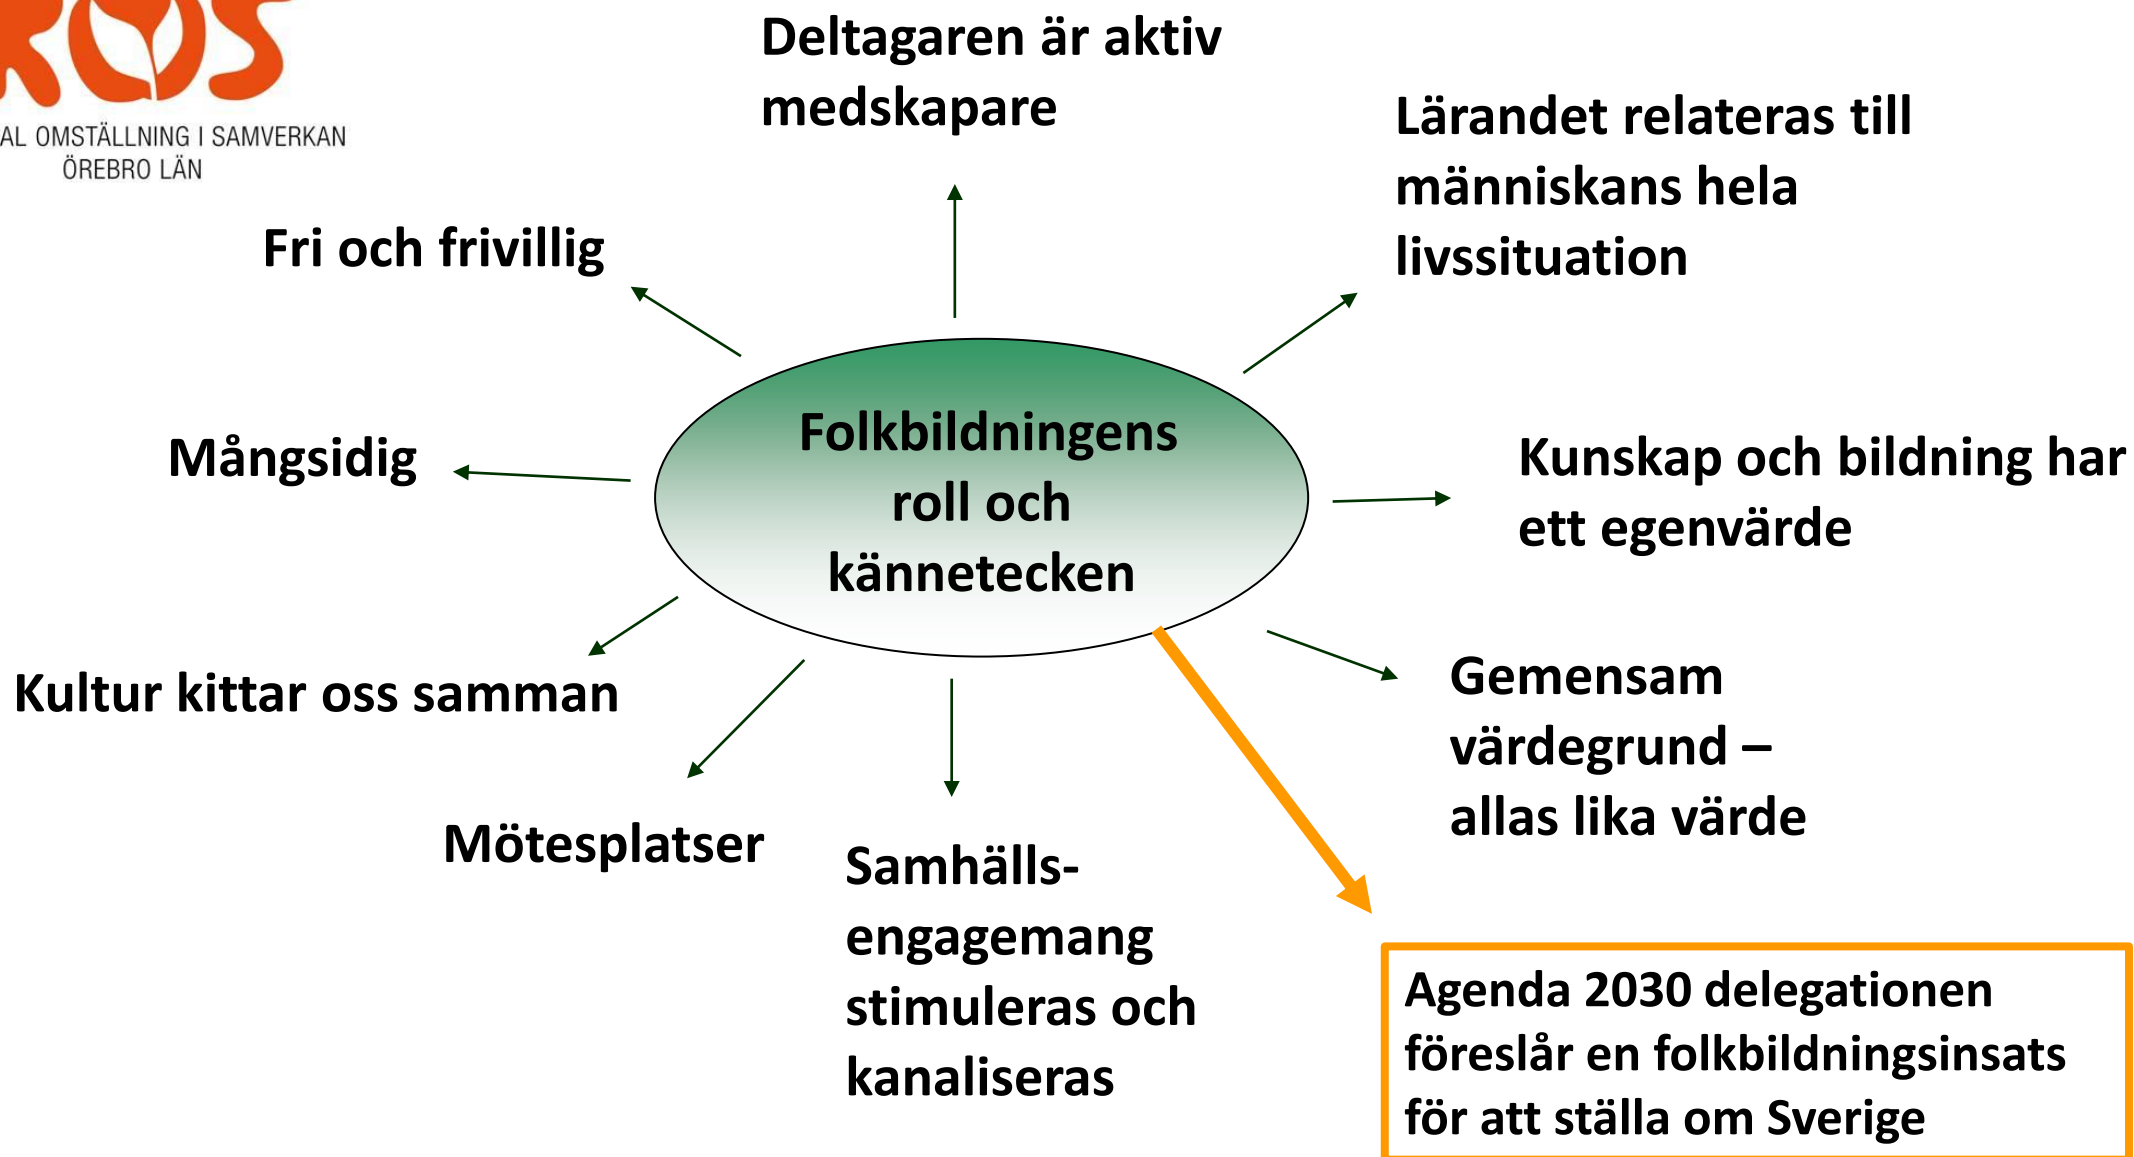 AL OMSTÄLLNING I SAMVERKAN
ÖREBRO LÄN
Deltagaren är aktiv
medskapare
Lärandet relateras till
människans hela
livssituation
Fri och frivillig
Folkbildningens
roll och
kännetecken
Mångsidig
Kunskap och bildning har
ett egenvärde
Kultur kittar oss samman
Gemensam
värdegrund –
allas lika värde
Mötesplatser
Samhälls-
engagemang
stimuleras och
kanaliseras
Agenda 2030 delegationen
föreslår en folkbildningsinsats
för att ställa om Sverige